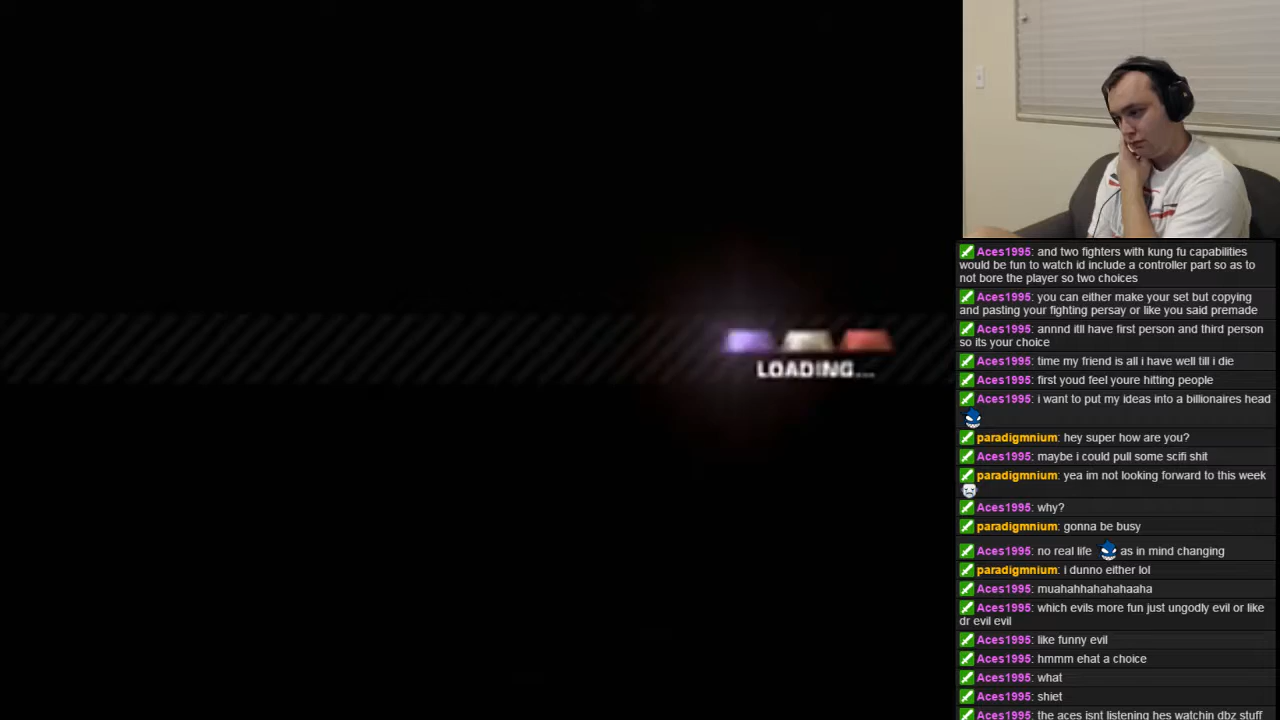 LOADING...
Aces1995: and two fighters with kung fu capabilities
would be fun to watch id include a controller part so as to
not bore the player so two choices
Aces1995: you can either make your set but copying
and pasting your fighting persay or like you said premade
Aces1995: annnd itll have first person and third person
so its your choice
Aces1995: time my friend is all i have well till i die
Aces1995: first youd feel youre hitting people
Aces1995: i want to put my ideas into a billionaires head
paradigmnium: hey super how are you?
Aces1995: maybe i could pull some scifi shit
paradigmnium: yea im not looking forward to this week
Aces1995: why?
paradigmnium: gonna be busy
Aces1995: no real life as in mind changing
paradigmnium: i dunno either lol
Aces1995: muahahhahahahaaha
Aces1995: which evils more fun just ungodly evil or like
dr evil evil
Aces1995: like funny evil
Aces1995: hmmm ehat a choice
Aces1995: what
Aces1995: shiet
Aces1995: the aces isnt listening hes watchin dbz stuff